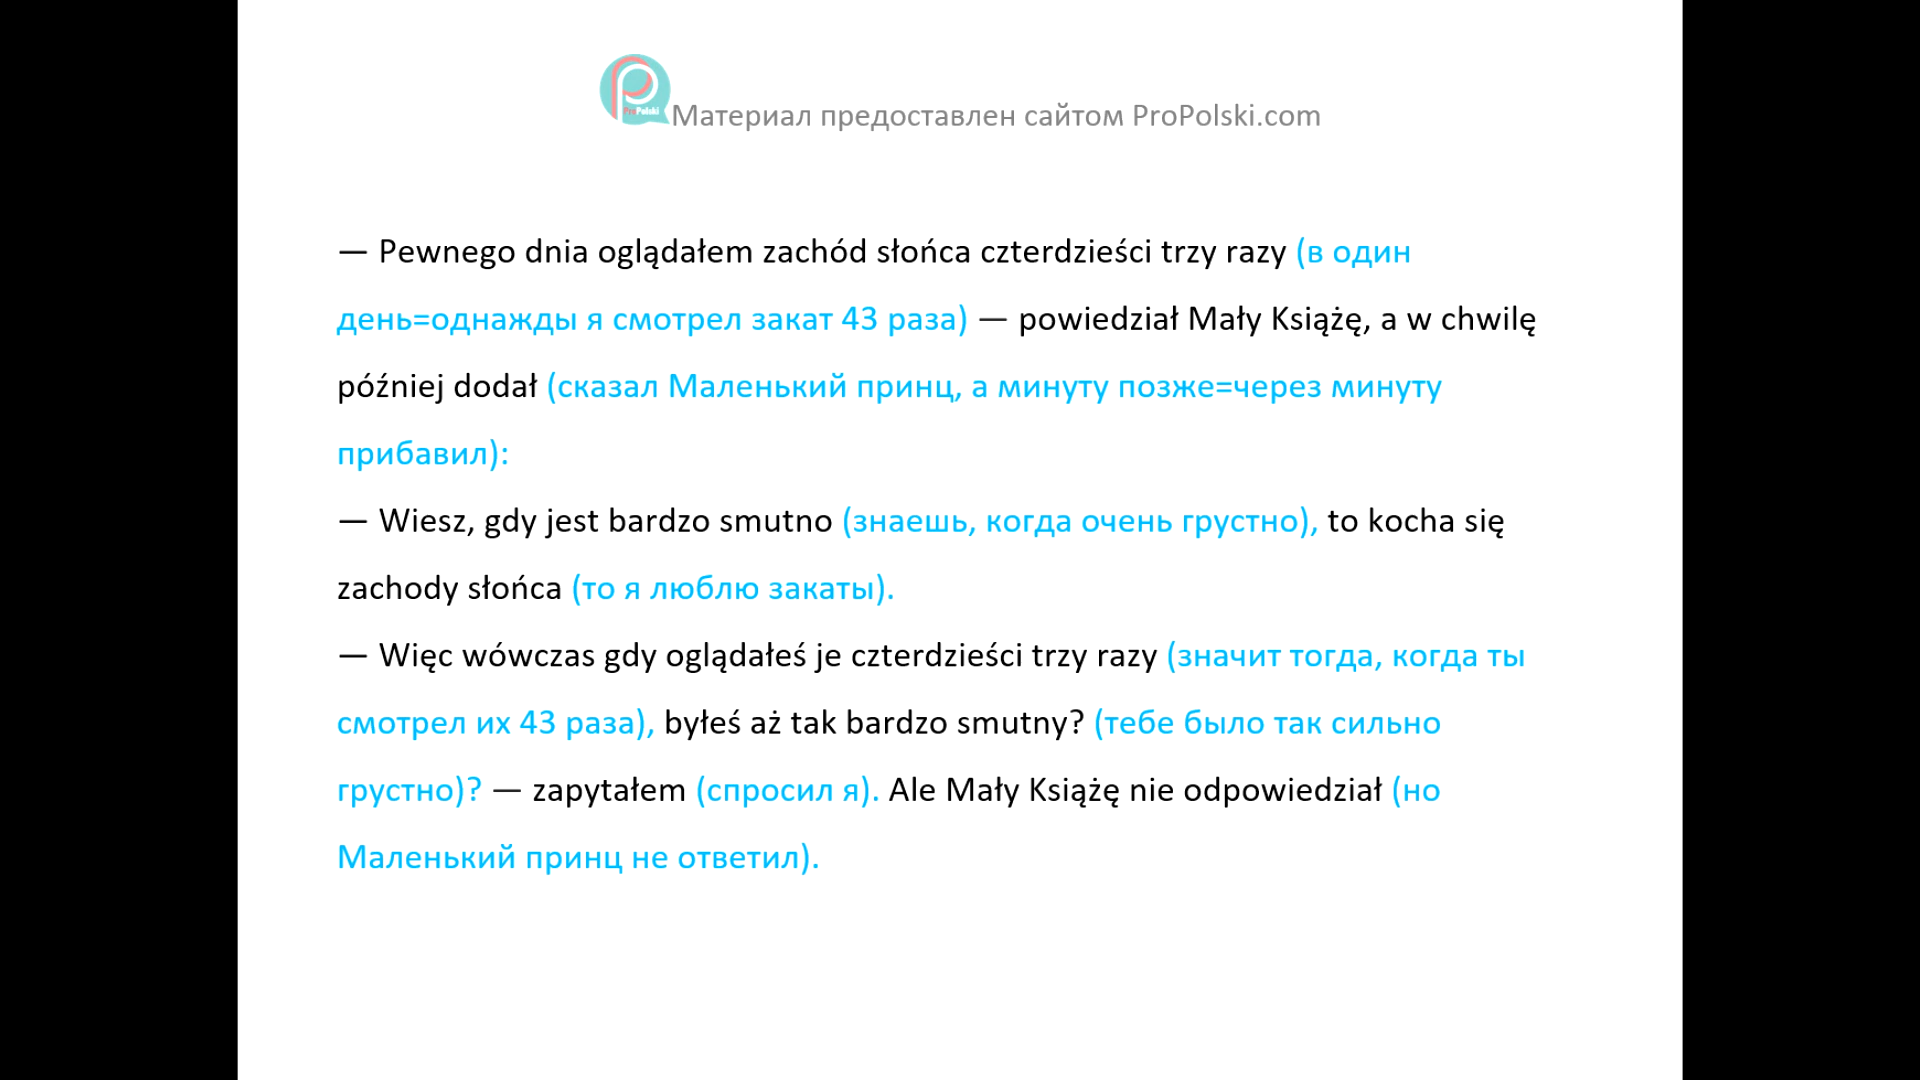 ProPolski
Материал предоставлен сайтом ProPolski.com
— Pewnego dnia oglądałem zachód słońca czterdzieści trzy razy (в один
день=однажды я смотрел закат 43 раза) — powiedział Mały Książę, a w chwilę
później dodał (сказал Маленький принц, а минуту позже=через минуту
прибавил):
— Wiesz, gdy jest bardzo smutno (знаешь, когда очень грустно), to kocha się
zachody słońca (то я люблю закаты).
— Więc wówczas gdy oglądałeś je czterdzieści trzy razy (значит тогда, когда ты
смотрел их 43 раза), byłeś aż tak bardzo smutny? (тебе было так сильно
грустно)? — zapytałem (спросил я). Ale Mały Książę nie odpowiedział (но
Маленький принц не ответил).